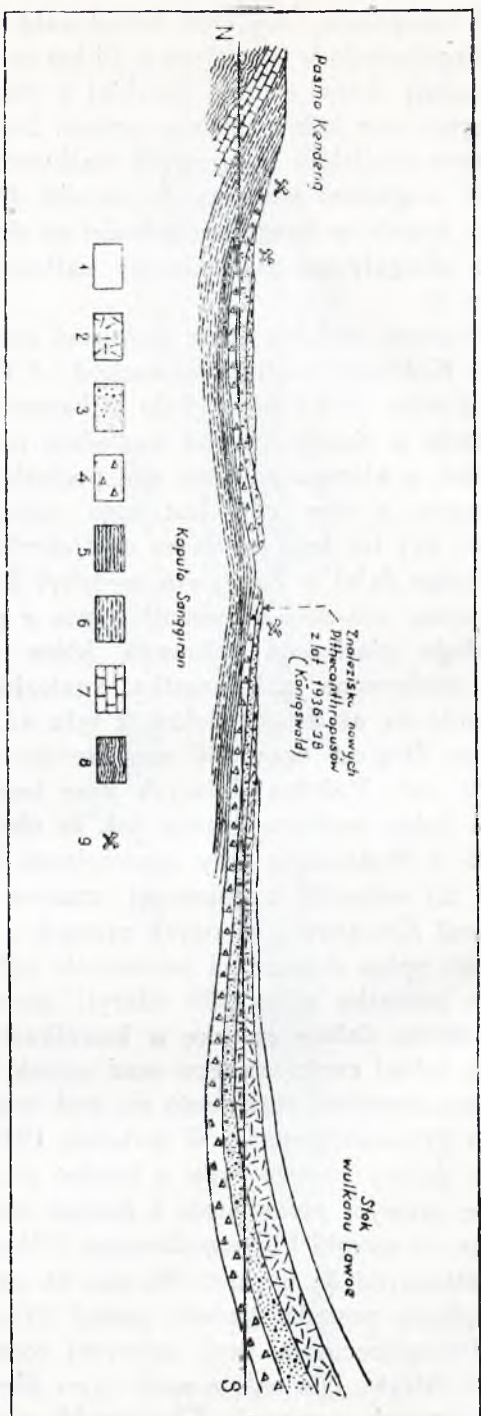 Pasmo Kendeng
Znaleziska nowych
Pithecanthropusów
z lat 1936-38
(Königswald)
Stok
wulkanu Lawoe
N
S
Kopuła Sangiran
1 2 3 4 5 6 7 8 9